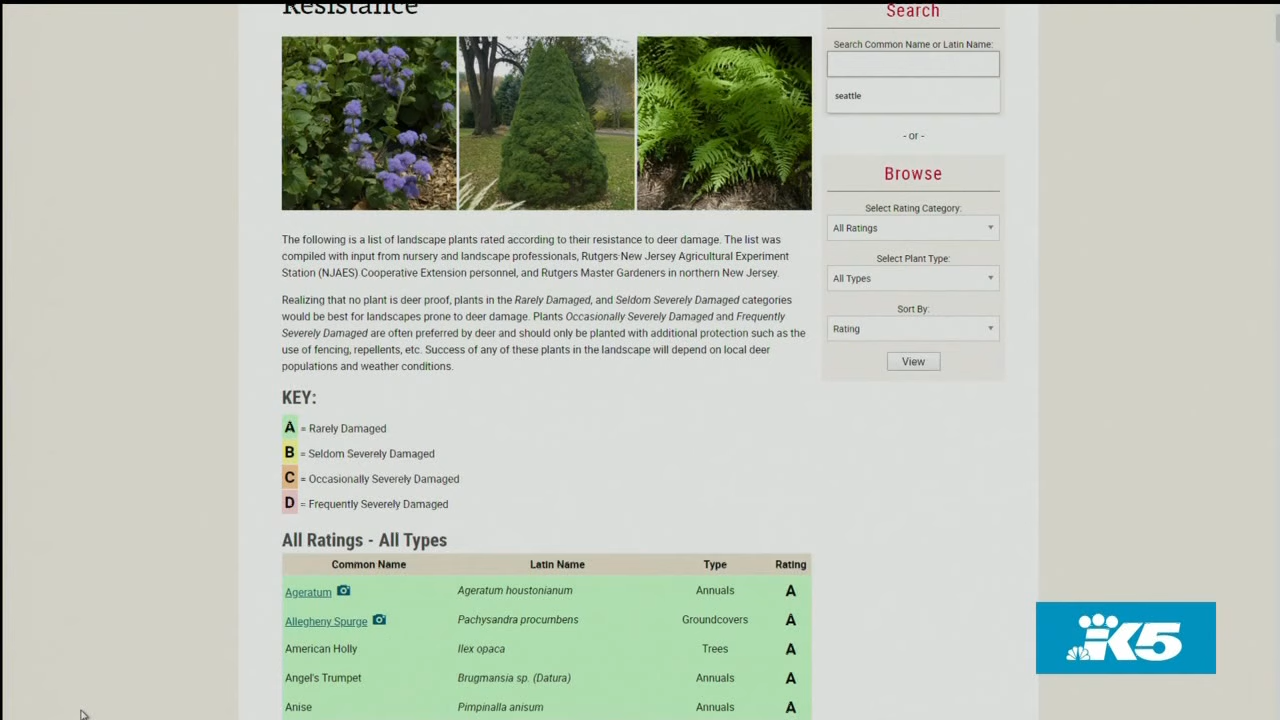 Resistance
The following is a list of landscape plants rated according to their resistance to deer damage. The list was
compiled with input from nursery and landscape professionals, Rutgers New Jersey Agricultural Experiment
Station (NJAES) Cooperative Extension personnel, and Rutgers Master Gardeners in northern New Jersey.
Realizing that no plant is deer proof, plants in the Rarely Damaged, and Seldom Severely Damaged categories
would be best for landscapes prone to deer damage. Plants Occasionally Severely Damaged and Frequently
Severely Damaged are often preferred by deer and should only be planted with additional protection such as the
use of fencing, repellents, etc. Success of any of these plants in the landscape will depend on local deer
populations and weather conditions.
KEY:
A = Rarely Damaged
B = Seldom Severely Damaged
C = Occasionally Severely Damaged
D = Frequently Severely Damaged
All Ratings - All Types
Common Name Latin Name Type Rating
Ageratum Ageratum houstonianum Annuals A
Allegheny Spurge Pachysandra procumbens Groundcovers A
American Holly Ilex opaca Trees A
Angel's Trumpet Brugmansia sp. (Datura) Annuals A
Anise Pimpinalla anisum Annuals A
Search
Search Common Name or Latin Name:
seattle
- or -
Browse
Select Rating Category:
All Ratings
Select Plant Type:
All Types
Sort By:
Rating
View
K5